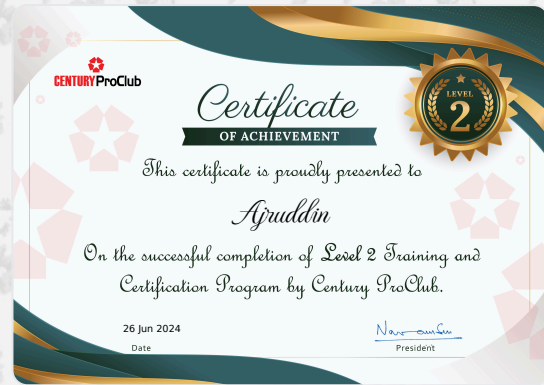 CENTURY ProClub
LEVEL
2
Certificate
OF ACHIEVEMENT
This certificate is proudly presented to
Ajruddin
On the successful completion of Level 2 Training and
Certification Program by Century ProClub.
26 Jun 2024
Date
President